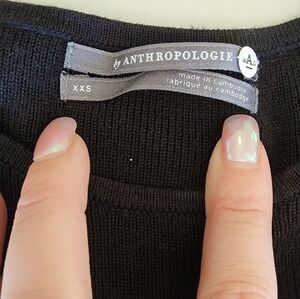 by ANTHROPOLOGIE
A
XXS
made in cambodia
fabriqué au cambodge